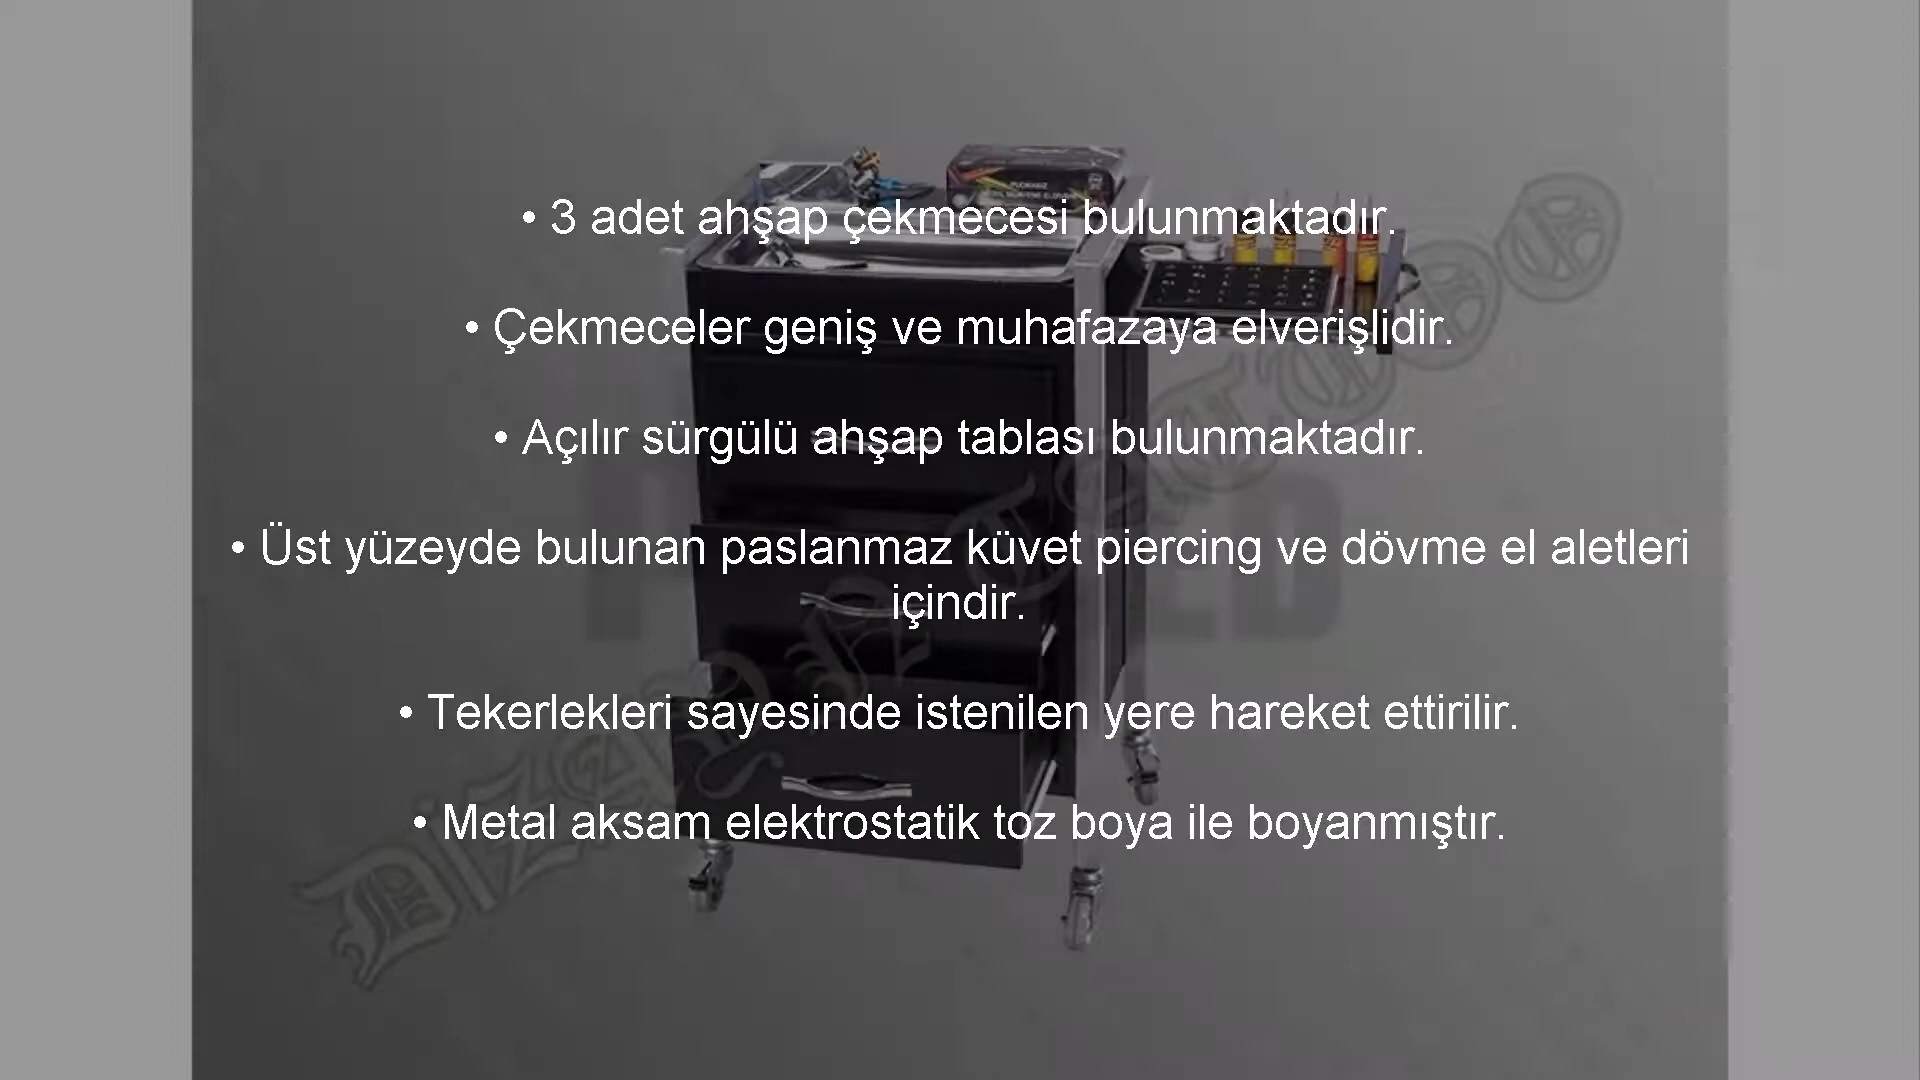 • 3 adet ahşap çekmecesi bulunmaktadır.
• Çekmeceler geniş ve muhafazaya elverişlidir.
• Açılır sürgülü ahşap tablası bulunmaktadır.
• Üst yüzeyde bulunan paslanmaz küvet piercing ve dövme el aletleri
içindir.
• Tekerlekleri sayesinde istenilen yere hareket ettirilir.
• Metal aksam elektrostatik toz boya ile boyanmıştır.